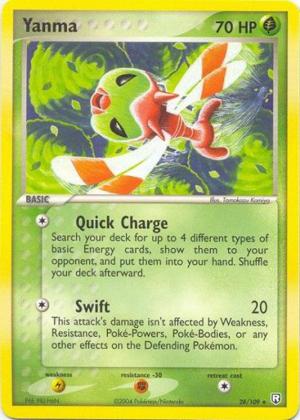 Yanma
70 HP
BASIC
Illus. Tomokazu Komiya
Quick Charge
Search your deck for up to 4 different types
of basic Energy cards, show them to your
opponent, and put them into your hand. Shuffle
your deck afterward.
Swift 20
This attack's damage isn't affected by Weakness,
Resistance, Poké-Powers, Poké-Bodies, or any
other effects on the Defending Pokémon.
weakness
resistance -30
retreat cost
©2004 Pokémon/Nintendo
28/109
R